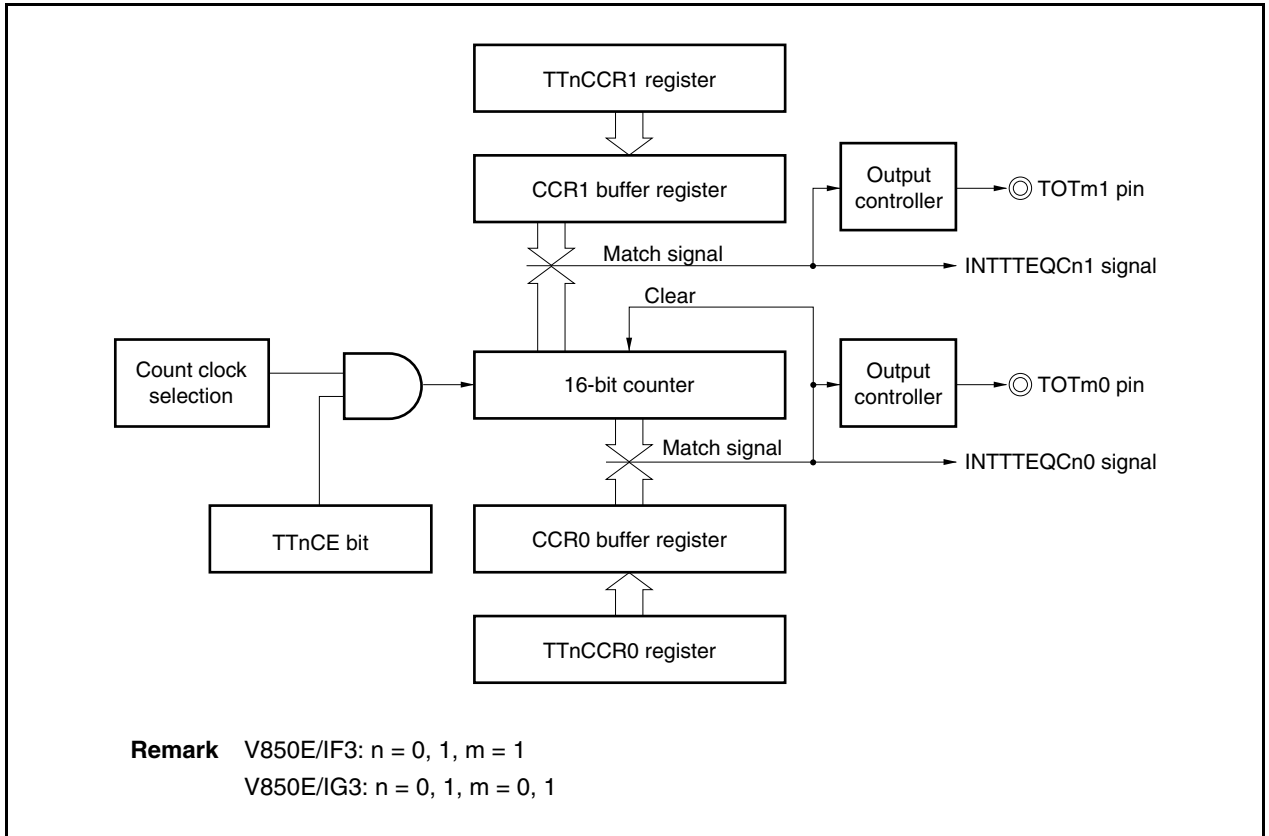 TTnCCR1 register
CCR1 buffer register
Output
controller
TOTm1 pin
Match signal
INTTTEQCn1 signal
Clear
Count clock
selection
16-bit counter
Output
controller
TOTm0 pin
Match signal
INTTTEQCn0 signal
TTnCE bit
CCR0 buffer register
TTnCCR0 register
Remark V850E/IF3: n = 0, 1, m = 1
V850E/IG3: n = 0, 1, m = 0, 1